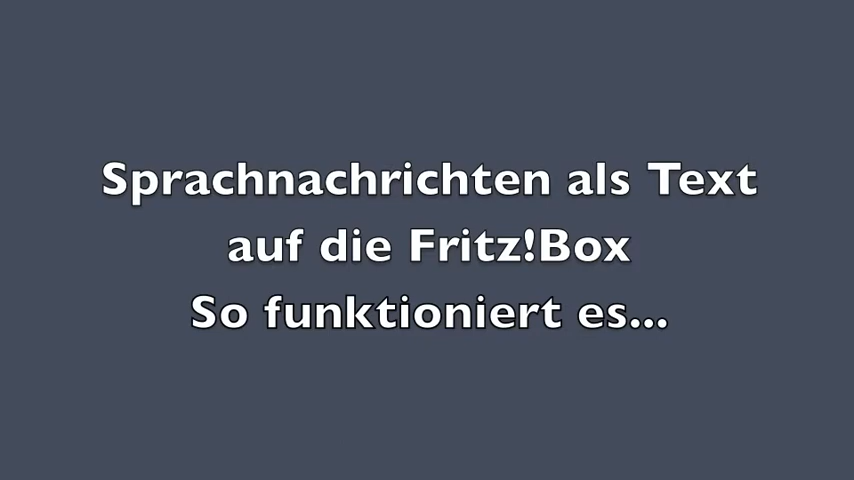 Sprachnachrichten als Text
auf die Fritz!Box
So funktioniert es...